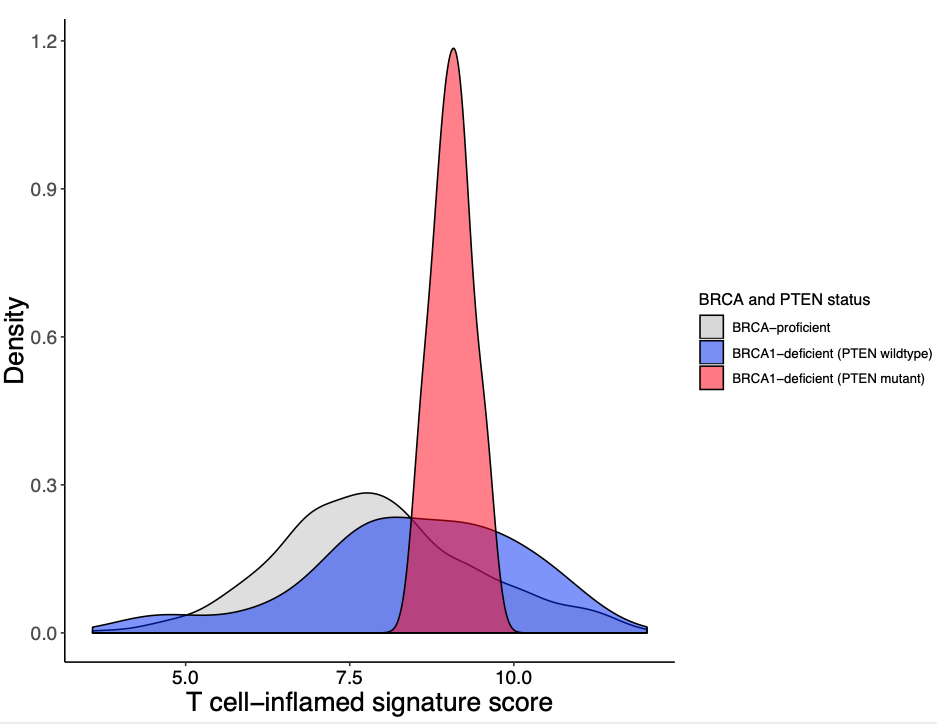 1.2
0.9
0.6
0.3
0.0
Density
5.0 7.5 10.0
T cell−inflamed signature score
BRCA and PTEN status
BRCA−proficient
BRCA1−deficient (PTEN wildtype)
BRCA1−deficient (PTEN mutant)